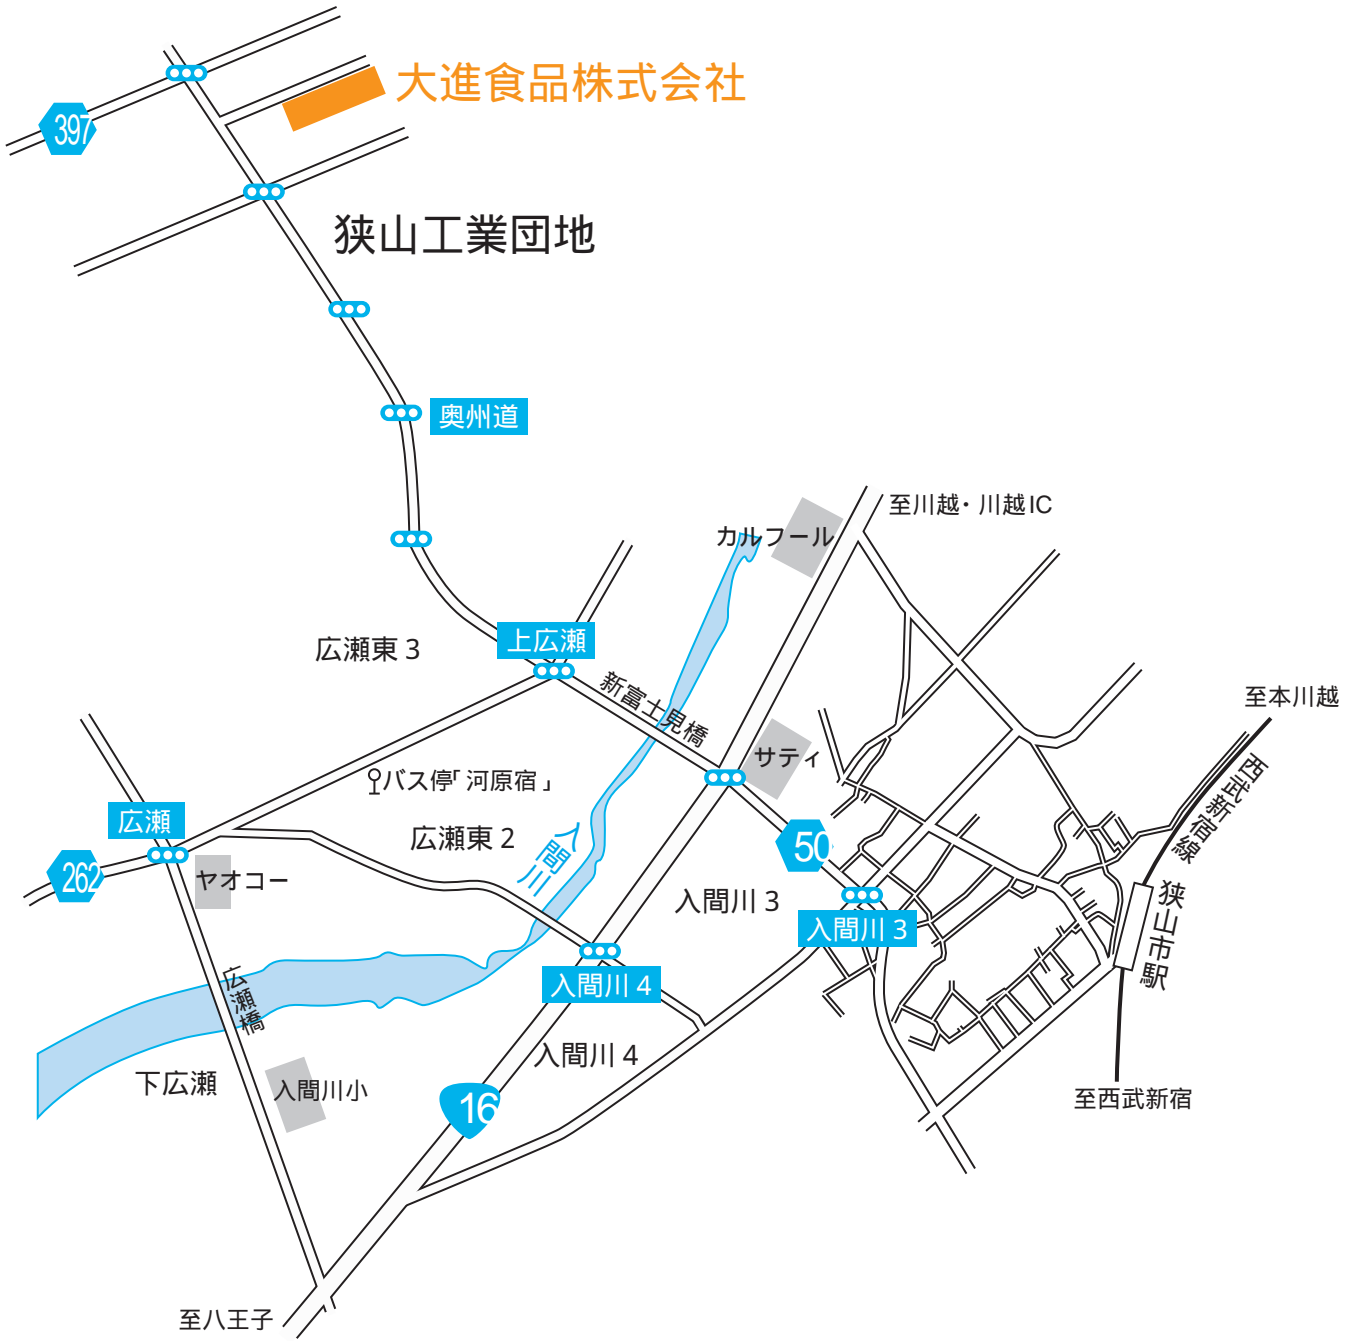 大進食品株式会社
397
狭山工業団地
奥州道
至川越・川越IC
カルフール
上広瀬
広瀬東3
新富士見橋
至本川越
サティ
西武新宿線
バス停「河原宿」
広瀬
広瀬東2
入間川
50
262
ヤオコー
入間川3
入間川3
狭山市駅
広瀬橋
入間川4
入間川4
下広瀬
入間川小
16
至西武新宿
至八王子